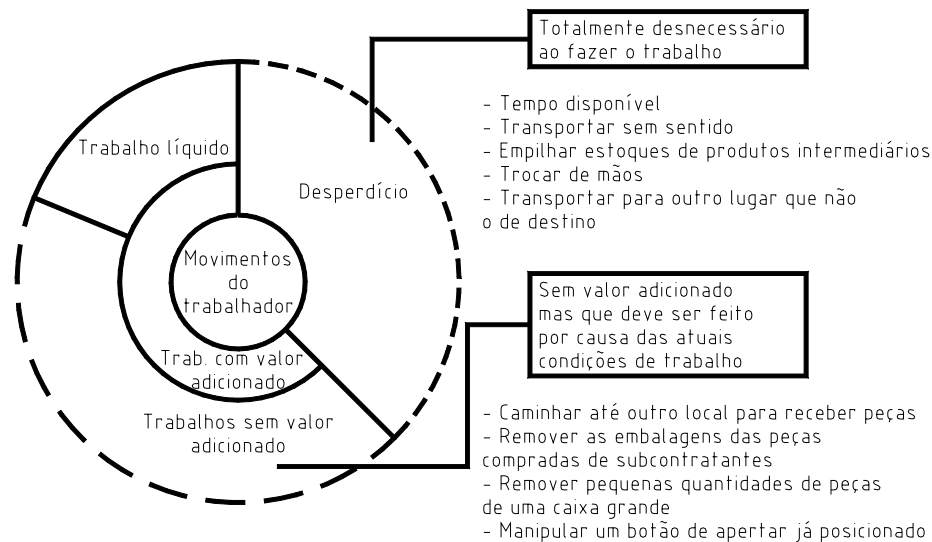 Totalmente desnecessário
ao fazer o trabalho
- Tempo disponível
- Transportar sem sentido
- Empilhar estoques de produtos intermediários
- Trocar de mãos
- Transportar para outro lugar que não
o de destino
Trabalho líquido
Desperdício
Movimentos
do
trabalhador
Trab. com valor
adicionado
Trabalhos sem valor
adicionado
Sem valor adicionado
mas que deve ser feito
por causa das atuais
condições de trabalho
- Caminhar até outro local para receber peças
- Remover as embalagens das peças
compradas de subcontratantes
- Remover pequenas quantidades de peças
de uma caixa grande
- Manipular um botão de apertar já posicionado